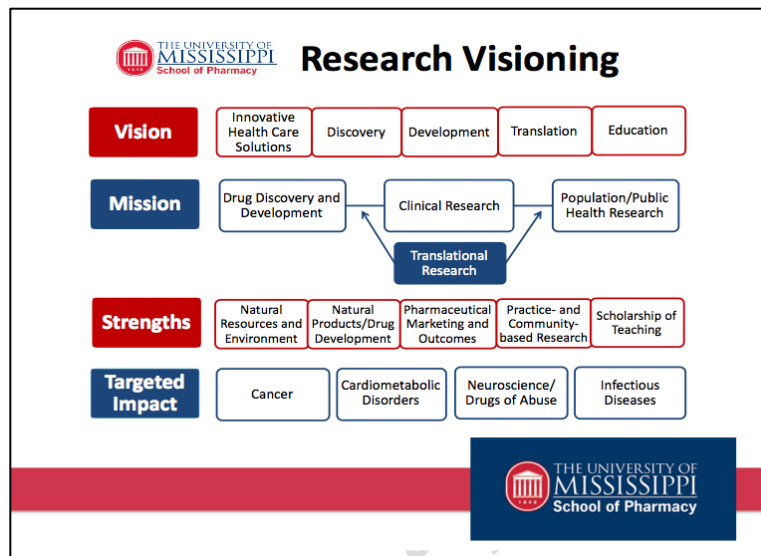 THE UNIVERSITY OF
MISSISSIPPI
School of Pharmacy
1848
Research Visioning
Vision
Innovative
Health Care
Solutions
Discovery
Development
Translation
Education
Mission
Drug Discovery and
Development
Clinical Research
Population/Public
Health Research
Translational
Research
Strengths
Natural
Resources and
Environment
Natural
Products/Drug
Development
Pharmaceutical
Marketing and
Outcomes
Practice- and
Community-
based Research
Scholarship of
Teaching
Targeted
Impact
Cancer
Cardiometabolic
Disorders
Neuroscience/
Drugs of Abuse
Infectious
Diseases
THE UNIVERSITY OF
MISSISSIPPI
School of Pharmacy
1848